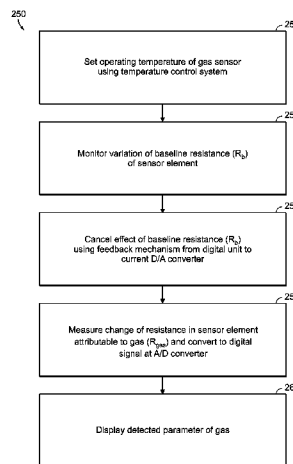 250
25
Set operating temperature of gas sensor
using temperature control system
25
Monitor variation of baseline resistance (Rb)
of sensor element
25
Cancel effect of baseline resistance (Rb)
using feedback mechanism from digital unit to
current D/A converter
25
Measure change of resistance in sensor element
attributable to gas (Rgas) and convert to digital
signal at A/D converter
26
Display detected parameter of gas